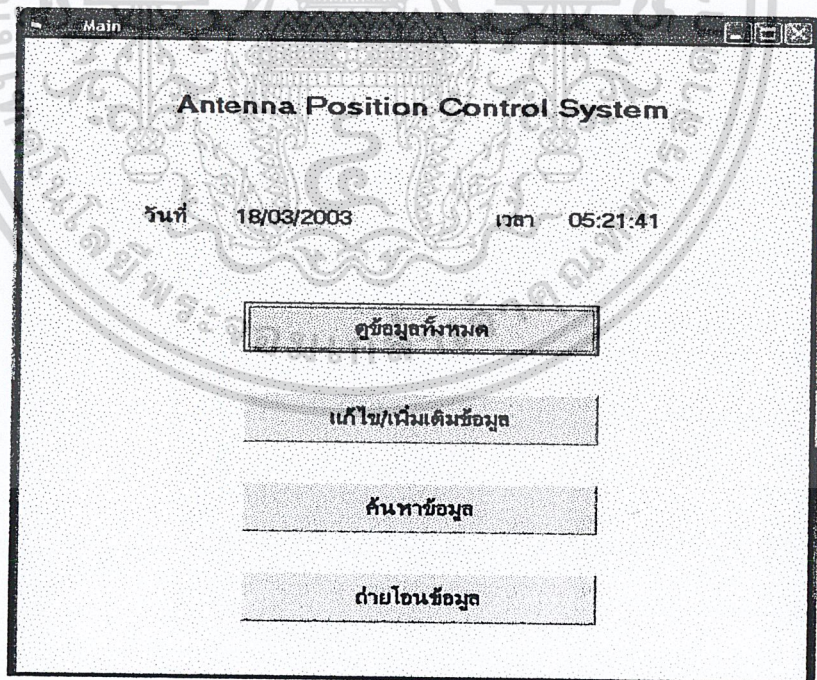 Main
Antenna Position Control System
วันที่ 18/03/2003 เวลา 05:21:41
ดูข้อมูลทั้งหมด
แก้ไข/เพิ่มเติมข้อมูล
ค้นหาข้อมูล
ถ่ายโอนข้อมูล